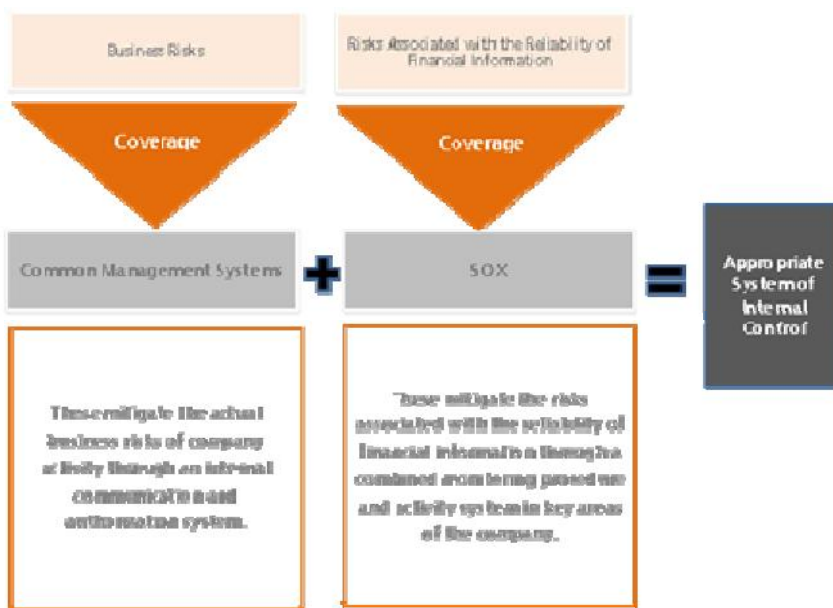 Business Risks
Risks Associated with the Reliability of
Financial Information
Coverage
Coverage
Common Management Systems
+
SOX
=
Appropriate
System of
Internal
Control
These mitigate the actual
business risks of company
activity through an internal
communication and
authorization system.
These mitigate the risks
associated with the reliability of
financial information through a
combined monitoring procedure
and activity system in key areas
of the company.